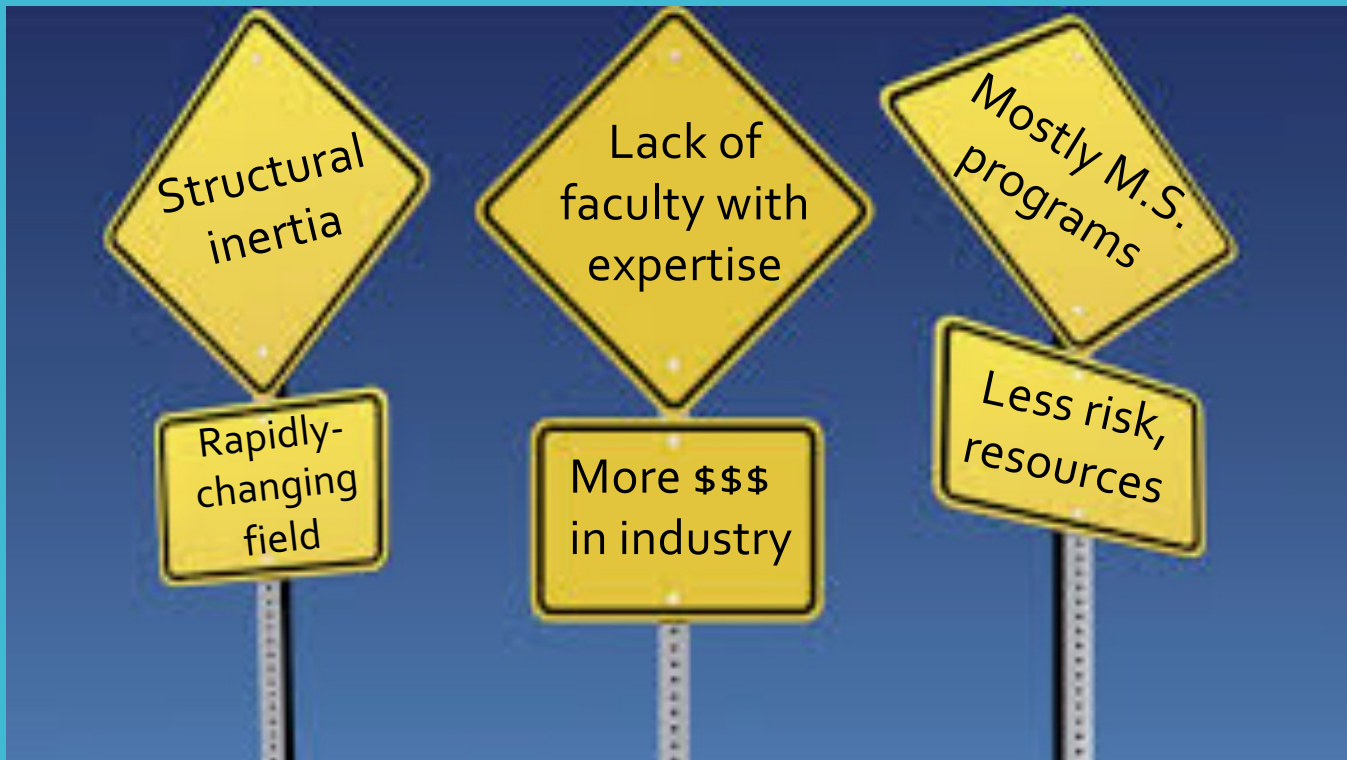 Structural
inertia
Rapidly-
changing
field
Lack of
faculty with
expertise
More $$$
in industry
Mostly M.S.
programs
Less risk,
resources